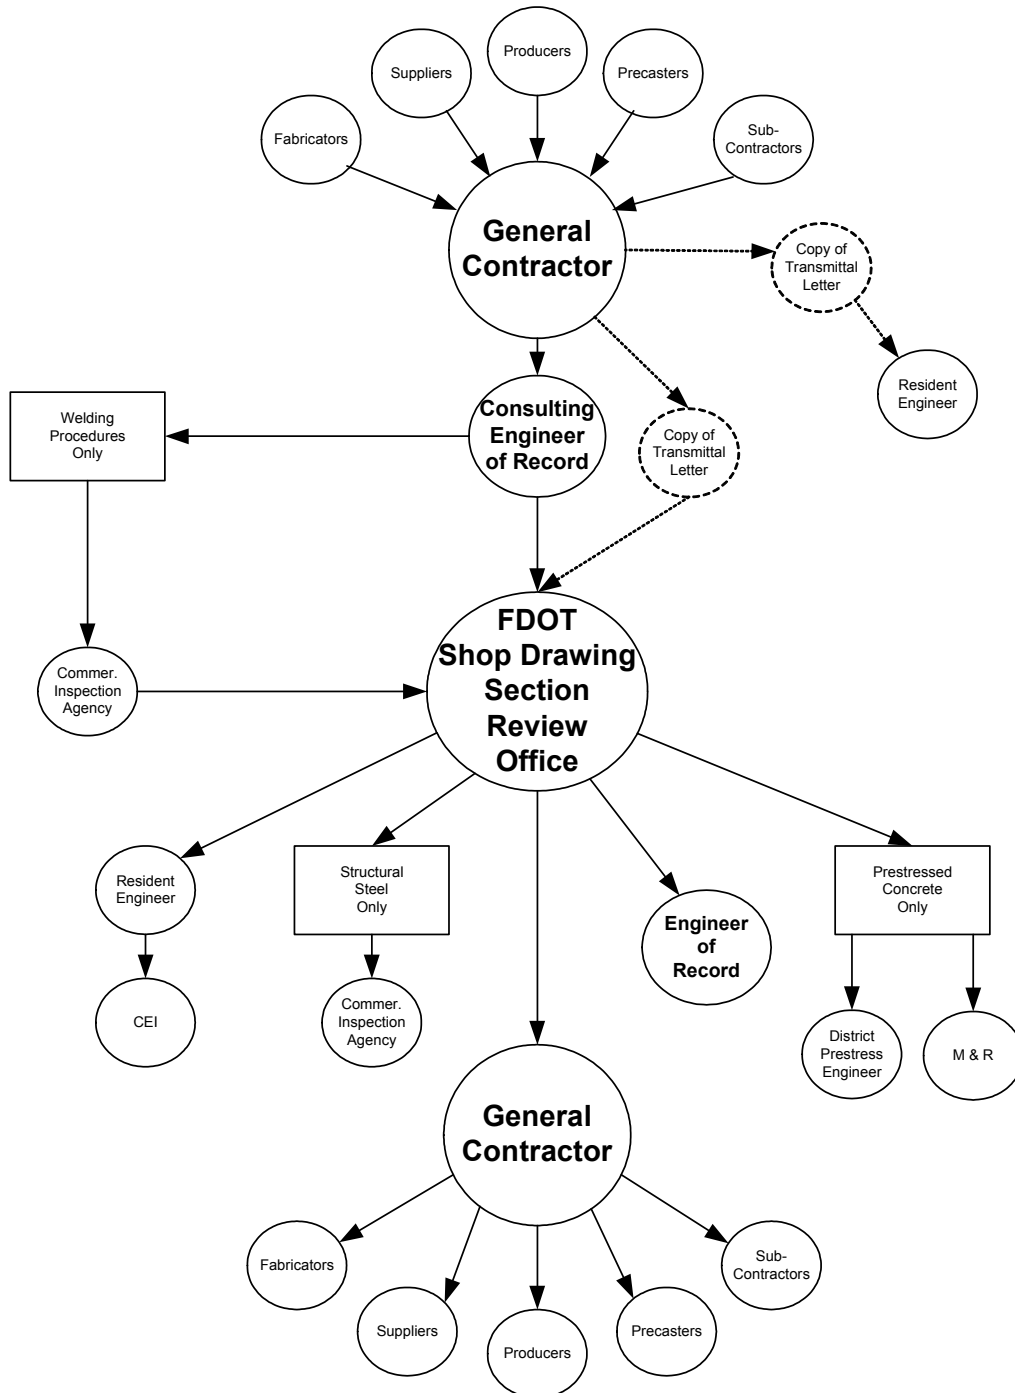 Producers
Suppliers
Precasters
Fabricators
Sub-
Contractors
General
Contractor
Copy of
Transmittal
Letter
Resident
Engineer
Welding
Procedures
Only
Consulting
Engineer
of Record
Copy of
Transmittal
Letter
FDOT
Shop Drawing
Section
Review
Office
Commer.
Inspection
Agency
Resident
Engineer
Structural
Steel
Only
Engineer
of
Record
Prestressed
Concrete
Only
CEI
Commer.
Inspection
Agency
District
Prestress
Engineer
M & R
General
Contractor
Fabricators
Sub-
Contractors
Suppliers
Producers
Precasters